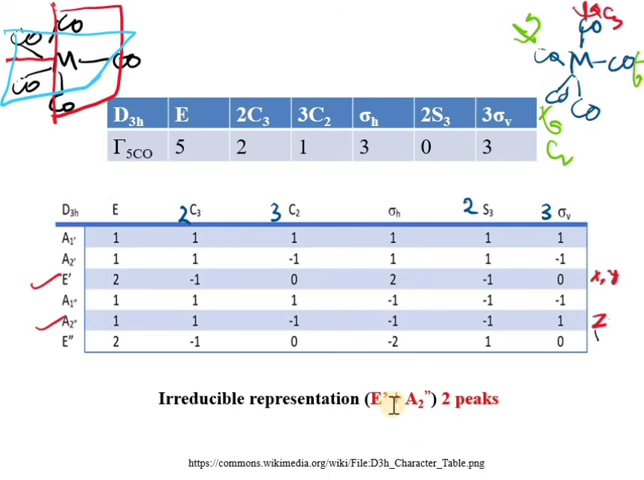 CO
CO
M CO
CO
CO
C3
CO
CO M CO
CO
CO
C2
D3h E 2C3 3C2 σh 2S3 3σv
Γ5CO 5 2 1 3 0 3
D3h E 2 C3 3 C2 σh 2 S3 3 σv
A1' 1 1 1 1 1 1
A2' 1 1 -1 1 1 -1
E' 2 -1 0 2 -1 0 x,y
A1" 1 1 1 -1 -1 -1
A2" 1 1 -1 -1 -1 1 Z
E" 2 -1 0 -2 1 0
Irreducible representation (E'+ A2") 2 peaks
https://commons.wikimedia.org/wiki/File:D3h_Character_Table.png